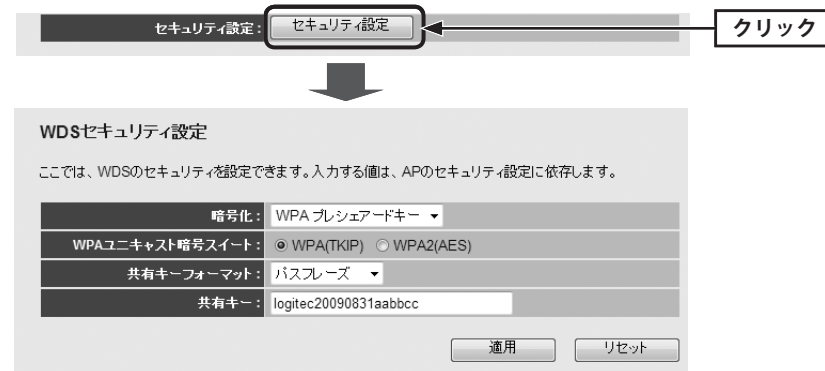 セキュリティ設定： セキュリティ設定 クリック
WDSセキュリティ設定
ここでは、WDSのセキュリティを設定できます。入力する値は、APのセキュリティ設定に依存します。
暗号化： WPA プレシェアードキー
WPAユニキャスト暗号スイート： WPA(TKIP) WPA2(AES)
共有キーフォーマット： パスフレーズ
共有キー： logitec20090831aabbcc
適用 リセット